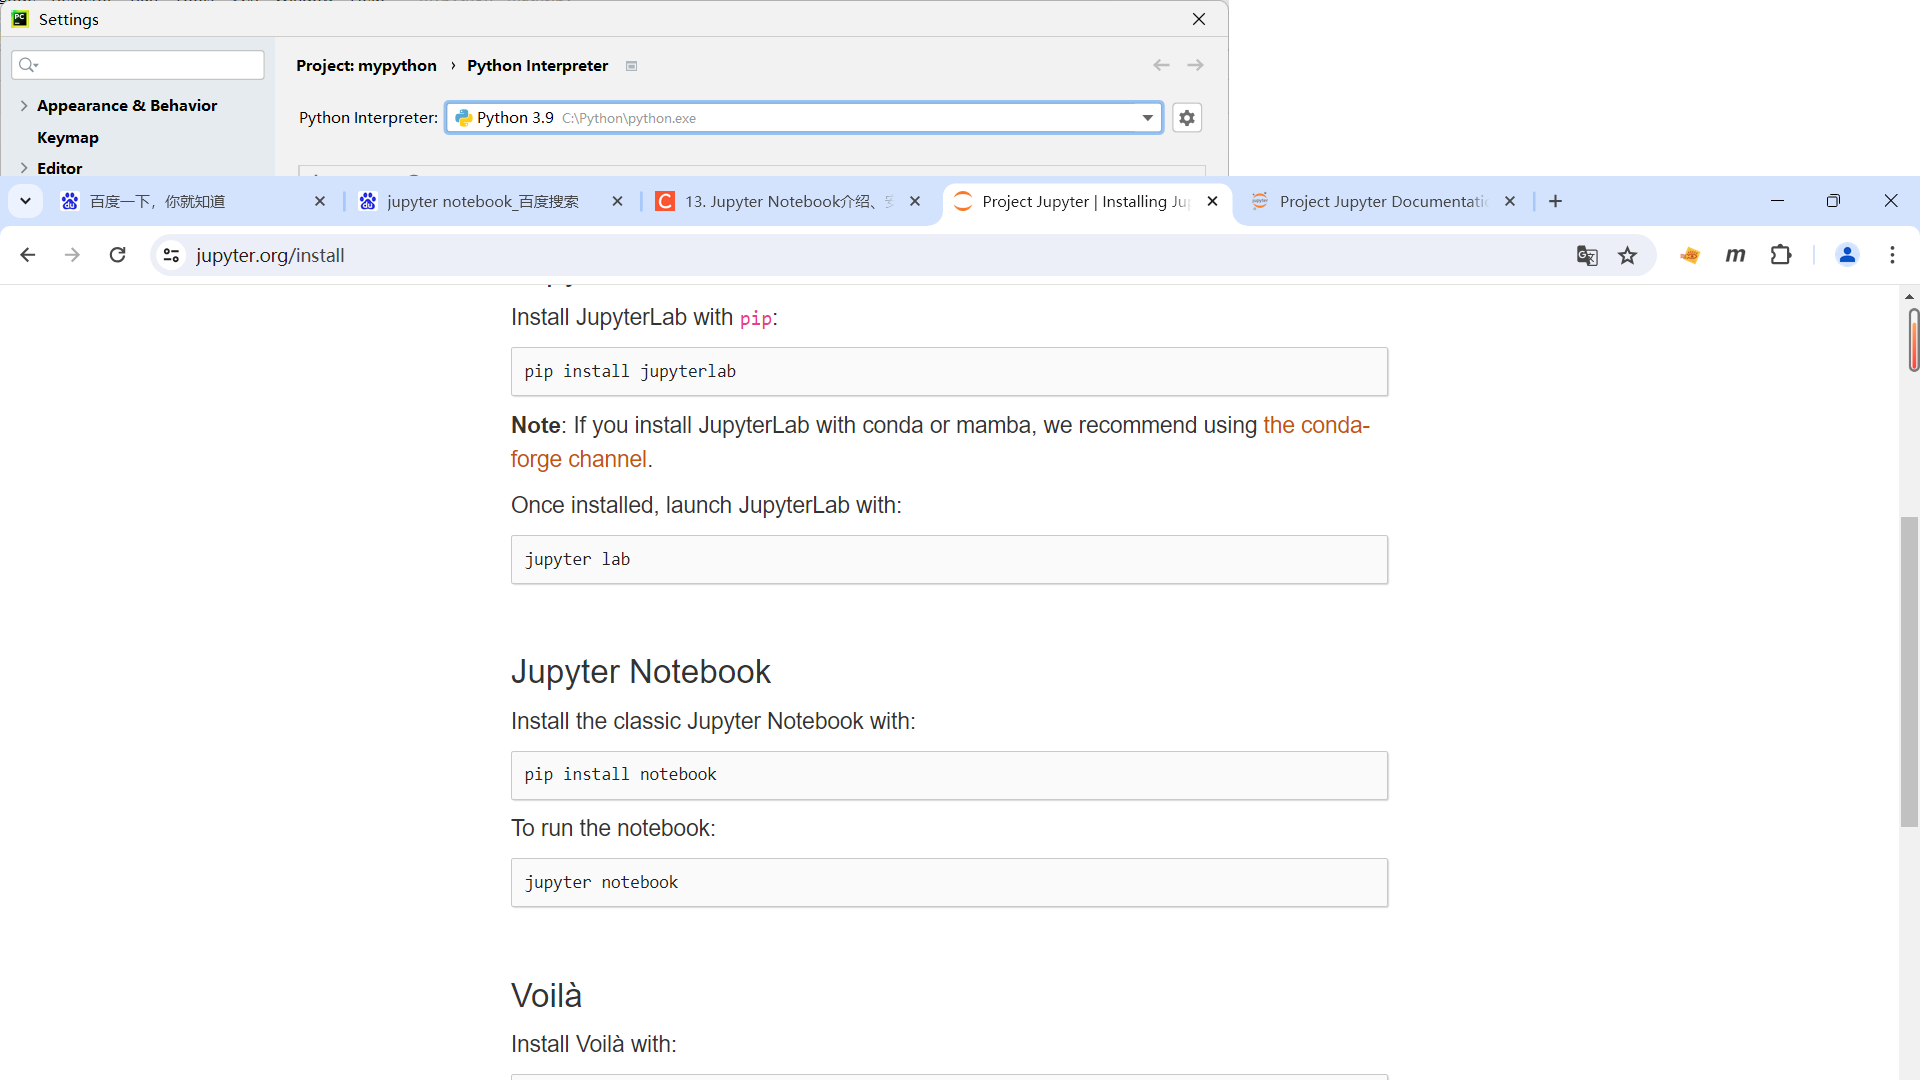 Settings
Project: mypython › Python Interpreter
Appearance & Behavior
Keymap
Editor
Python Interpreter: Python 3.9 C:\Python\python.exe
百度一下，你就知道
jupyter notebook_百度搜索
13. Jupyter Notebook介绍、
Project Jupyter | Installing Ju
Project Jupyter Documentati
jupyter.org/install
Install JupyterLab with pip:
pip install jupyterlab
Note: If you install JupyterLab with conda or mamba, we recommend using the conda-
forge channel.
Once installed, launch JupyterLab with:
jupyter lab
Jupyter Notebook
Install the classic Jupyter Notebook with:
pip install notebook
To run the notebook:
jupyter notebook
Voilà
Install Voilà with: